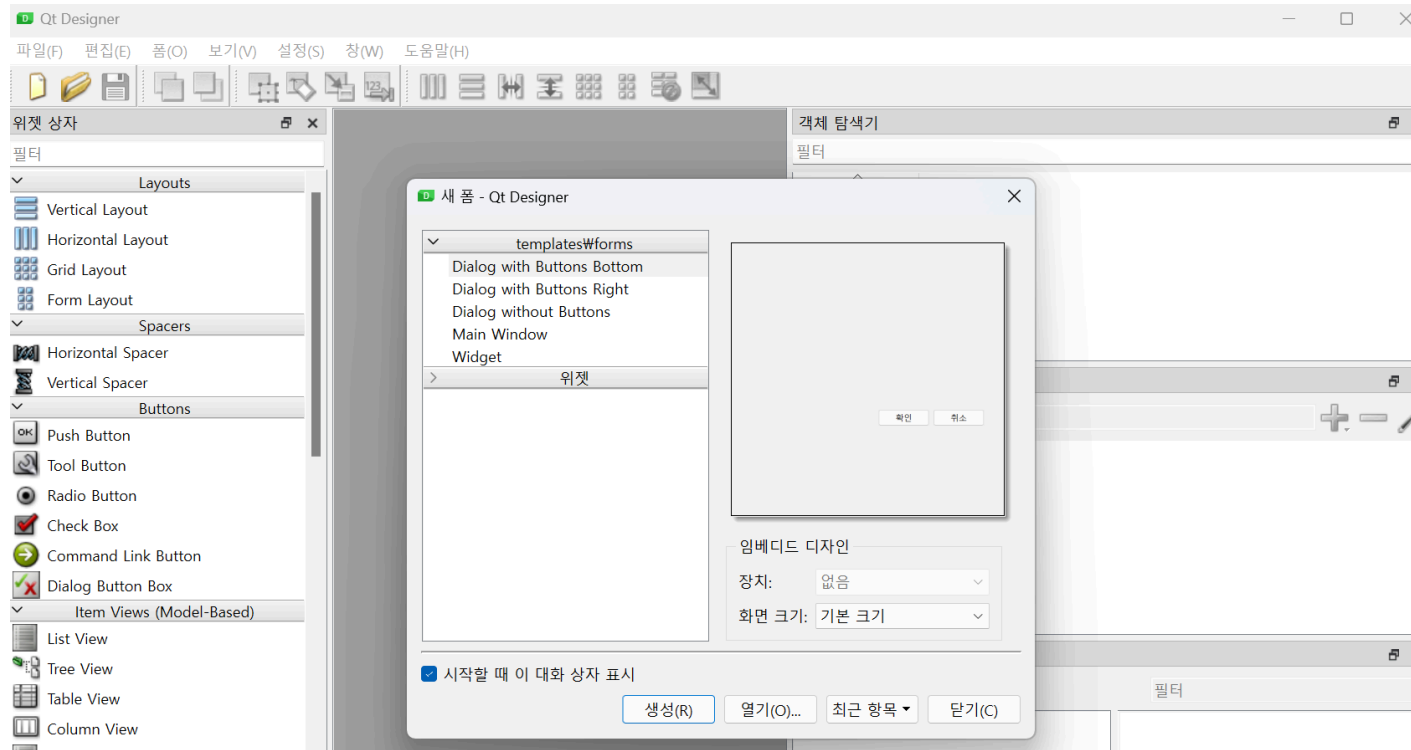 Qt Designer
파일(F) 편집(E) 폼(O) 보기(V) 설정(S) 창(W) 도움말(H)
123
위젯 상자
필터
Layouts
Vertical Layout
Horizontal Layout
Grid Layout
Form Layout
Spacers
Horizontal Spacer
Vertical Spacer
Buttons
OK Push Button
Tool Button
Radio Button
Check Box
Command Link Button
Dialog Button Box
Item Views (Model-Based)
List View
Tree View
Table View
Column View
새 폼 - Qt Designer
templates₩forms
Dialog with Buttons Bottom
Dialog with Buttons Right
Dialog without Buttons
Main Window
Widget
위젯
확인 취소
임베디드 디자인
장치: 없음
화면 크기: 기본 크기
시작할 때 이 대화 상자 표시
생성(R) 열기(O)... 최근 항목 닫기(C)
객체 탐색기
필터
필터